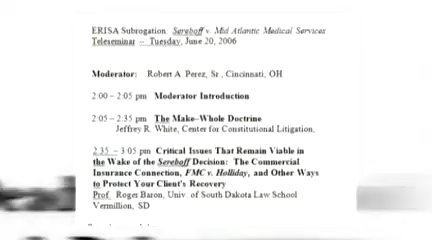 ERISA Subrogation Sereboff v. Mid Atlantic Medical Services
Teleseminar – Tuesday, June 20, 2006
Moderator: Robert A. Perez, Sr., Cincinnati, OH
2:00 – 2:05 pm Moderator Introduction
2:05 – 2:35 pm The Make–Whole Doctrine
Jeffrey R. White, Center for Constitutional Litigation,
2:35 – 3:05 pm Critical Issues That Remain Viable in
the Wake of the Sereboff Decision: The Commercial
Insurance Connection, FMC v. Holliday, and Other Ways
to Protect Your Client's Recovery
Prof. Roger Baron, Univ. of South Dakota Law School
Vermillion, SD